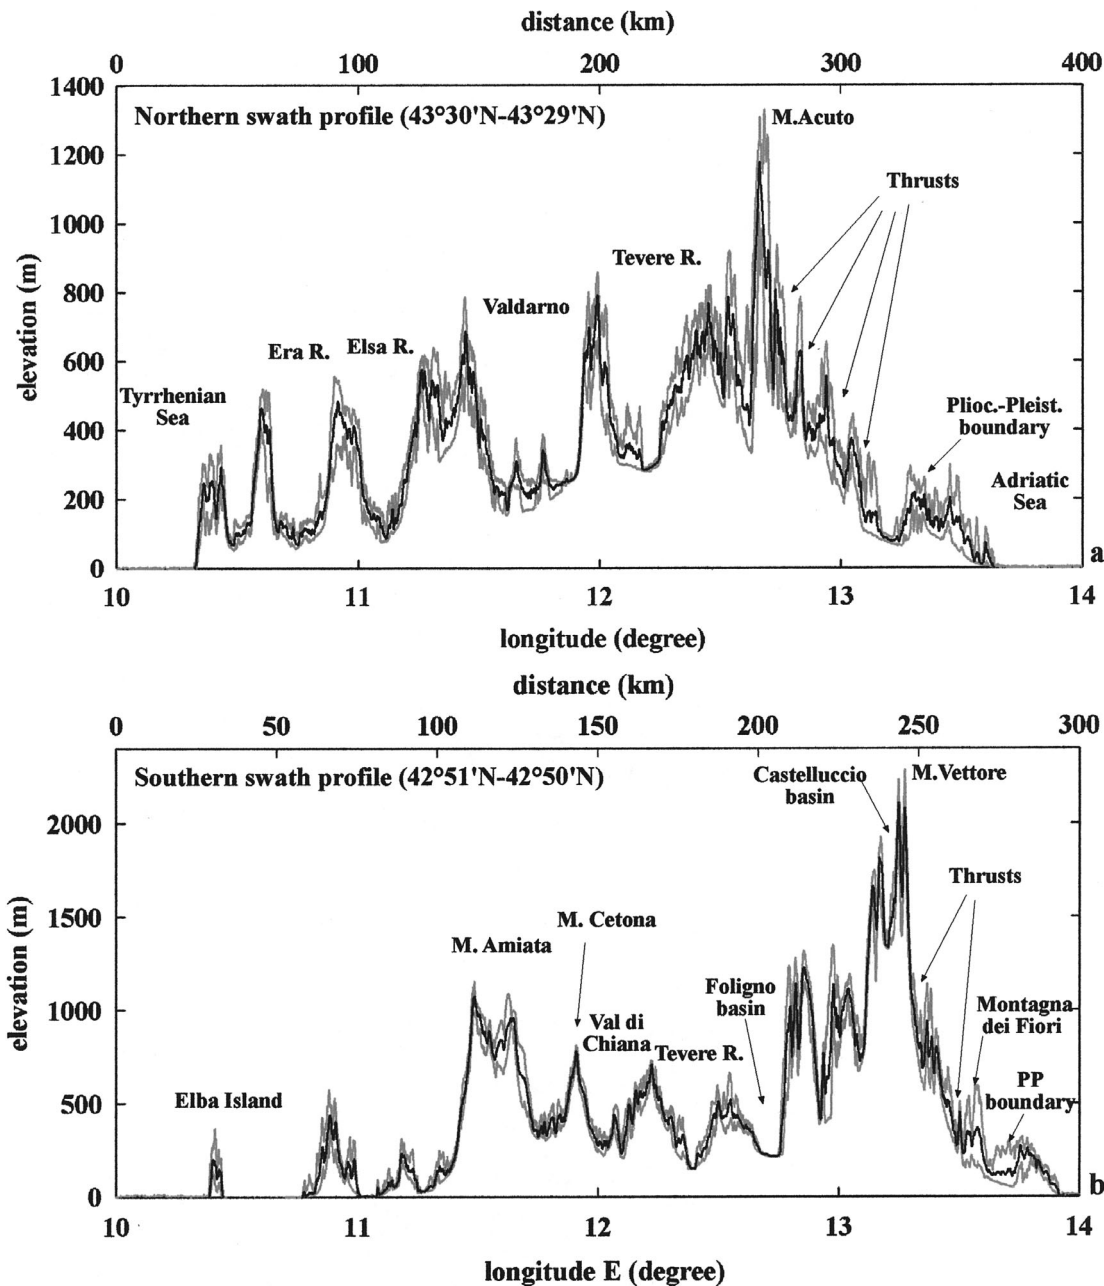 distance (km)
0 100 200 300 400
1400
1200
1000
800
600
400
200
0
elevation (m)
Northern swath profile (43°30'N-43°29'N)
M.Acuto
Thrusts
Tevere R.
Valdarno
Era R.
Elsa R.
Tyrrhenian
Sea
Plioc.-Pleist.
boundary
Adriatic
Sea
a
10 11 12 13 14
longitude (degree)
distance (km)
0 50 100 150 200 250 300
2000
1500
1000
500
0
elevation (m)
Southern swath profile (42°51'N-42°50'N)
Castelluccio
basin
M.Vettore
Thrusts
M. Cetona
M. Amiata
Foligno
basin
Montagna
dei Fiori
Val di
Chiana
Tevere R.
PP
boundary
Elba Island
b
10 11 12 13 14
longitude E (degree)